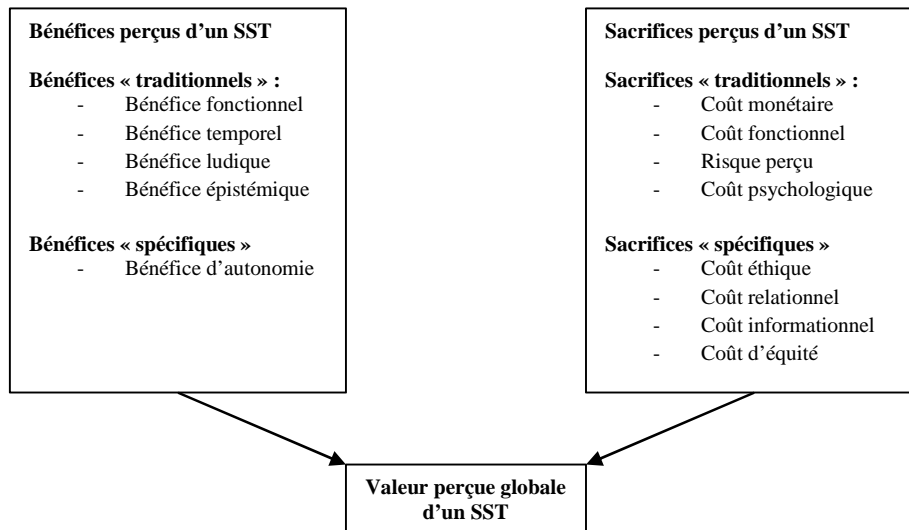 Bénéfices perçus d’un SST
Bénéfices « traditionnels » :
- Bénéfice fonctionnel
- Bénéfice temporel
- Bénéfice ludique
- Bénéfice épistémique
Bénéfices « spécifiques »
- Bénéfice d’autonomie
Sacrifices perçus d’un SST
Sacrifices « traditionnels » :
- Coût monétaire
- Coût fonctionnel
- Risque perçu
- Coût psychologique
Sacrifices « spécifiques »
- Coût éthique
- Coût relationnel
- Coût informationnel
- Coût d’équité
Valeur perçue globale
d’un SST